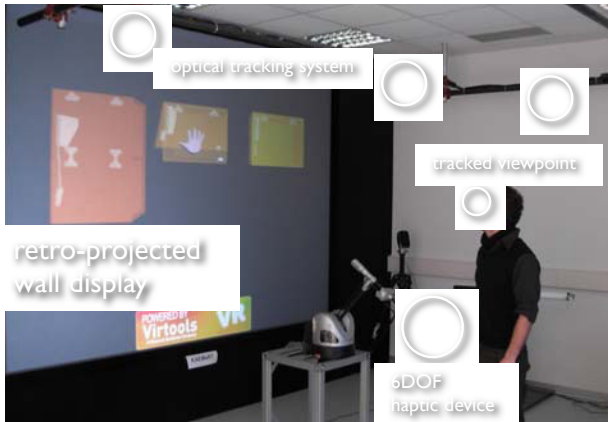 optical tracking system
tracked viewpoint
retro-projected
wall display
POWERED BY
Virtools
VR
6DOF
haptic device